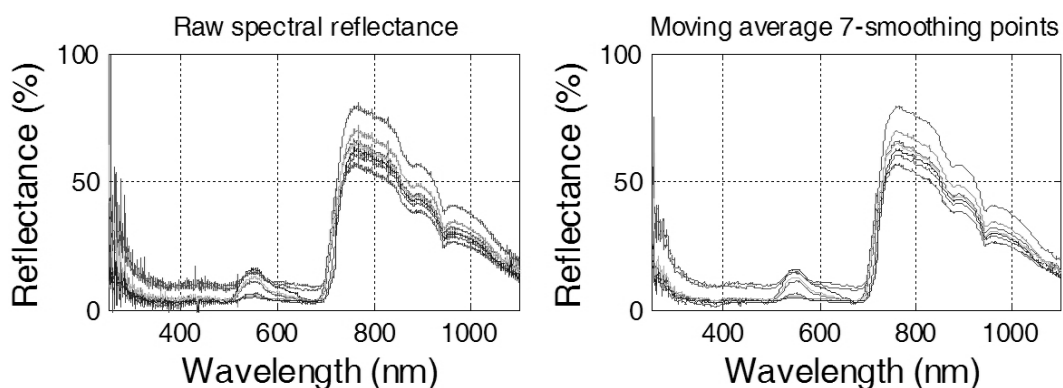 Raw spectral reflectance
100
50
0
Reflectance (%)
400 600 800 1000
Wavelength (nm)
Moving average 7-smoothing points
100
50
0
Reflectance (%)
400 600 800 1000
Wavelength (nm)